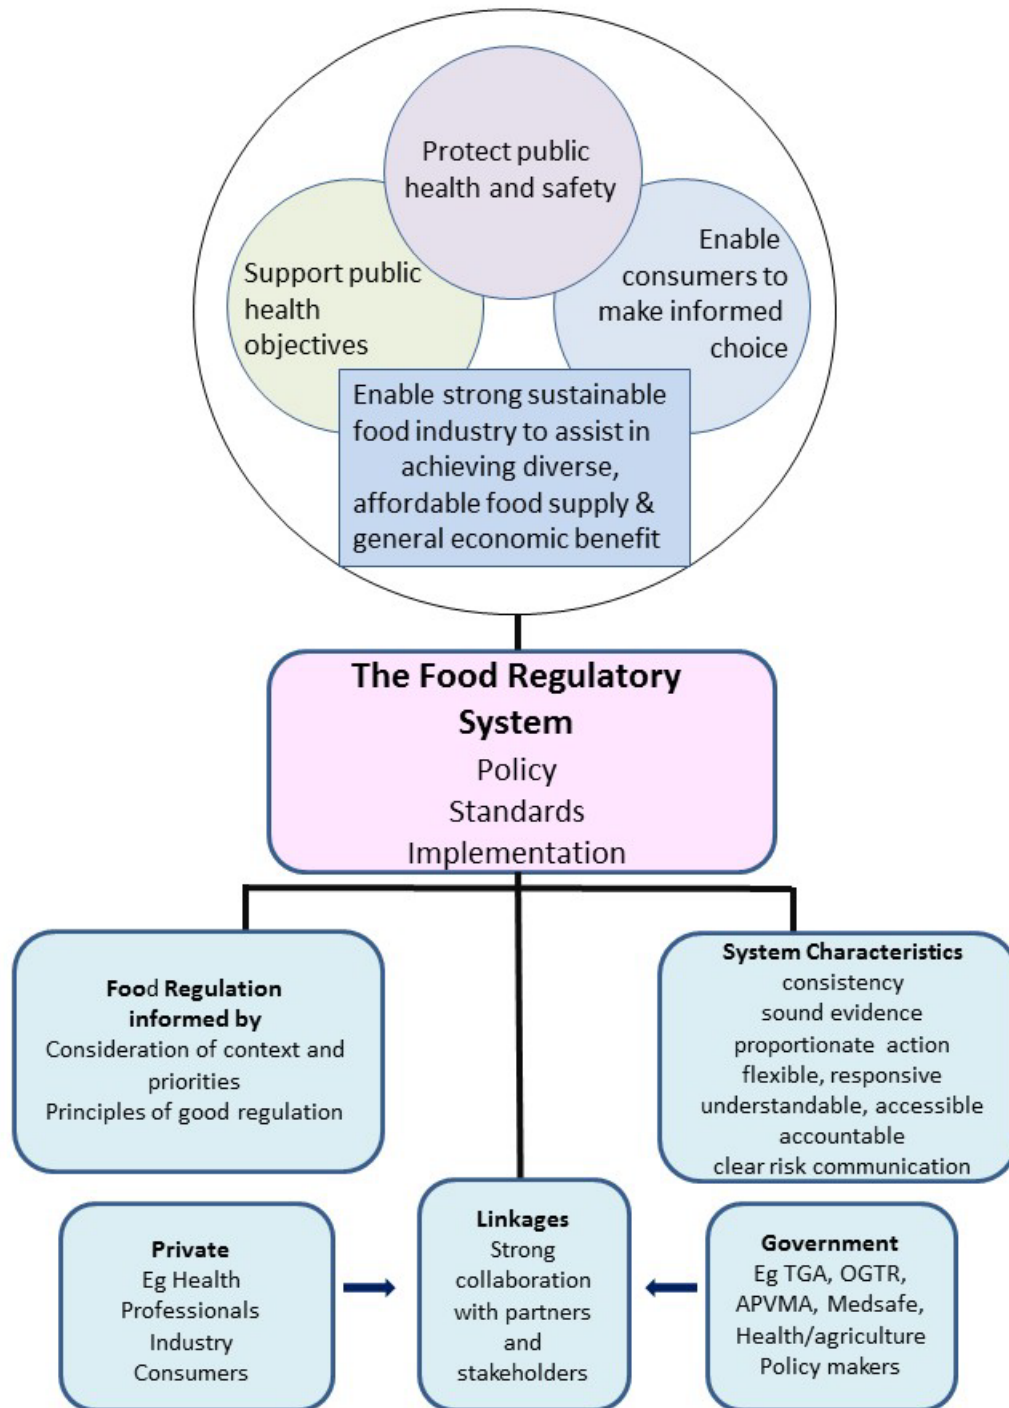 Protect public
health and safety
Support public
health
objectives
Enable
consumers to
make informed
choice
Enable strong sustainable
food industry to assist in
achieving diverse,
affordable food supply &
general economic benefit
The Food Regulatory
System
Policy
Standards
Implementation
Food Regulation
informed by
Consideration of context and
priorities
Principles of good regulation
System Characteristics
consistency
sound evidence
proportionate action
flexible, responsive
understandable, accessible
accountable
clear risk communication
Private
Eg Health
Professionals
Industry
Consumers
Linkages
Strong
collaboration
with partners
and
stakeholders
Government
Eg TGA, OGTR,
APVMA, Medsafe,
Health/agriculture
Policy makers